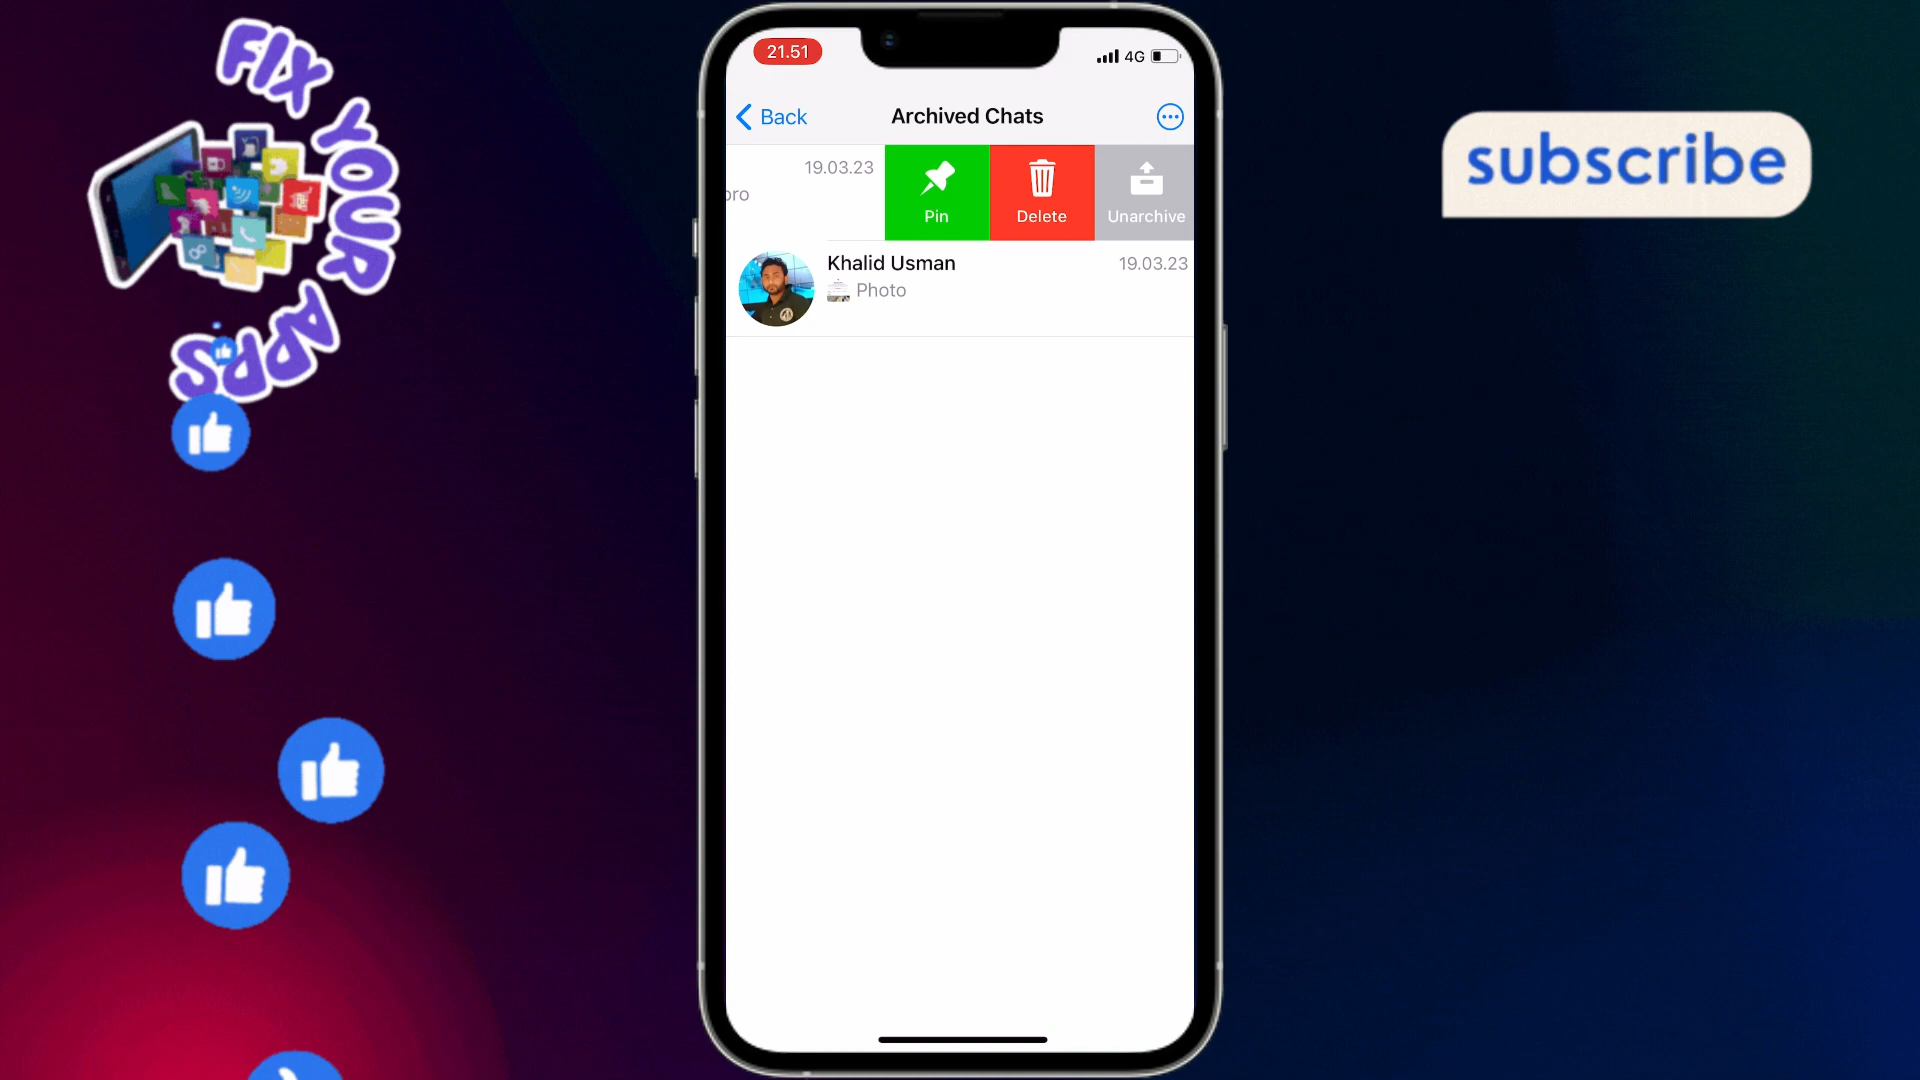 FIX YOUR APPS
21.51
4G
Back
Archived Chats
19.03.23
pro
Pin
Delete
Unarchive
Khalid Usman
19.03.23
Photo
subscribe